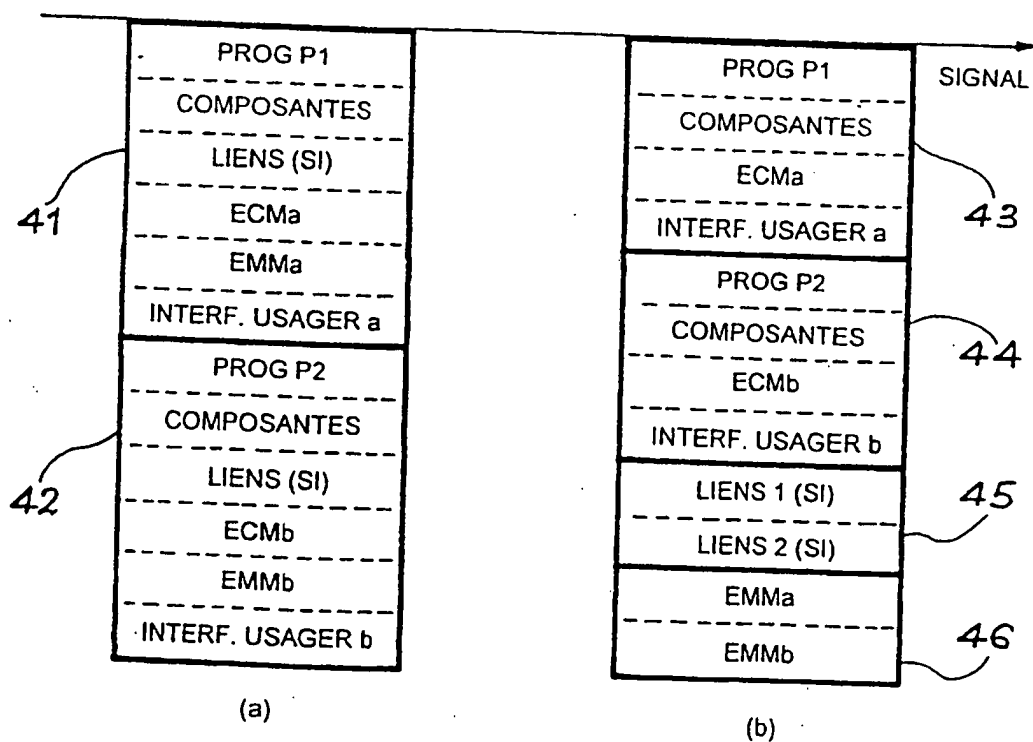 SIGNAL
PROG P1
COMPOSANTES
LIENS (SI)
ECMa
EMMa
INTERF. USAGER a
PROG P2
COMPOSANTES
LIENS (SI)
ECMb
EMMb
INTERF. USAGER b
41
42
(a)
PROG P1
COMPOSANTES
ECMa
INTERF. USAGER a
PROG P2
COMPOSANTES
ECMb
INTERF. USAGER b
LIENS 1 (SI)
LIENS 2 (SI)
EMMa
EMMb
43
44
45
46
(b)